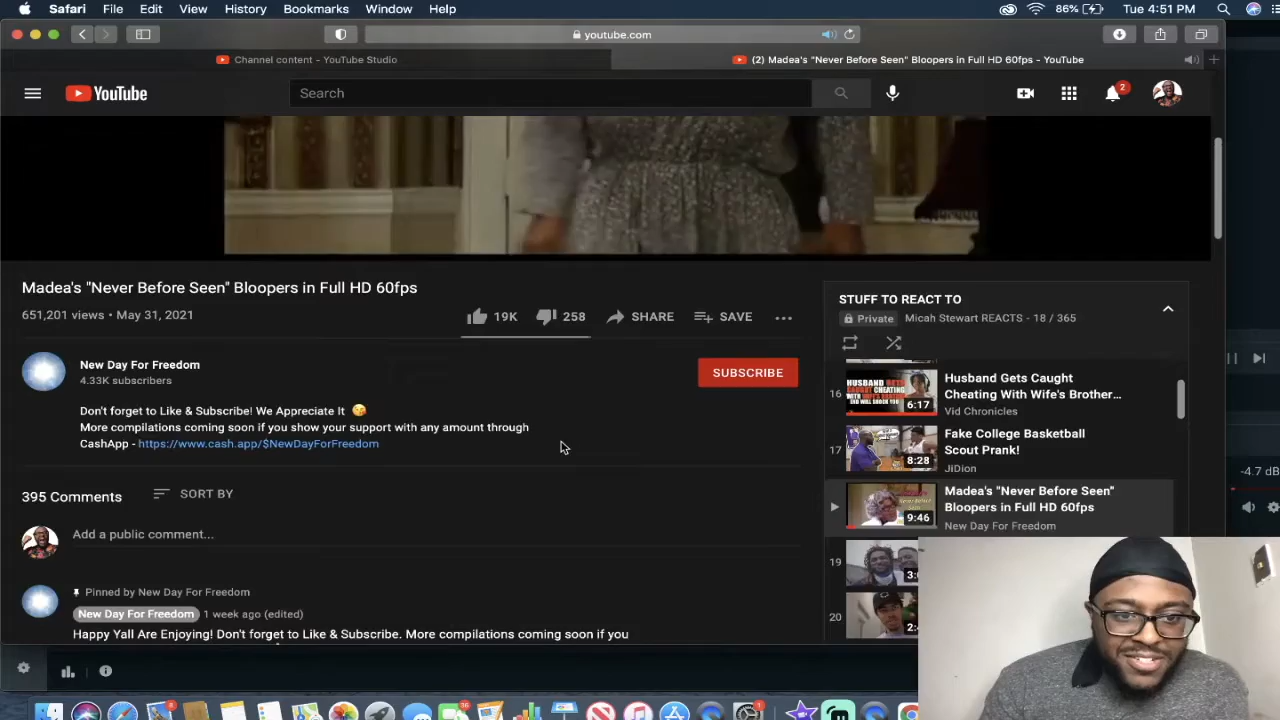 Safari File Edit View History Bookmarks Window Help
86% Tue 4:51 PM
youtube.com
Channel content - YouTube Studio
(2) Madea's "Never Before Seen" Bloopers in Full HD 60fps - YouTube
YouTube
Search
2
Madea's "Never Before Seen" Bloopers in Full HD 60fps
651,201 views • May 31, 2021
19K 258 SHARE SAVE
New Day For Freedom
4.33K subscribers
SUBSCRIBE
Don't forget to Like & Subscribe! We Appreciate It
More compilations coming soon if you show your support with any amount through
CashApp - https://www.cash.app/$NewDayForFreedom
395 Comments SORT BY
Add a public comment...
Pinned by New Day For Freedom
New Day For Freedom 1 week ago (edited)
Happy Yall Are Enjoying! Don't forget to Like & Subscribe. More compilations coming soon if you
STUFF TO REACT TO
Private Micah Stewart REACTS - 18 / 365
16
HUSBAND GETS
CAUGHT CHEATING
6:17
Husband Gets Caught
Cheating With Wife's Brother…
Vid Chronicles
17
8:28
Fake College Basketball
Scout Prank!
JiDion
9:46
Madea's "Never Before Seen"
Bloopers in Full HD 60fps
New Day For Freedom
19
3:
20
2:
-4.7 dB